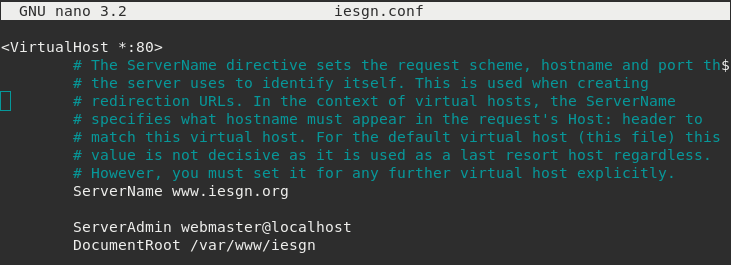 GNU nano 3.2 iesgn.conf
<VirtualHost *:80>
# The ServerName directive sets the request scheme, hostname and port th$
# the server uses to identify itself. This is used when creating
# redirection URLs. In the context of virtual hosts, the ServerName
# specifies what hostname must appear in the request's Host: header to
# match this virtual host. For the default virtual host (this file) this
# value is not decisive as it is used as a last resort host regardless.
# However, you must set it for any further virtual host explicitly.
ServerName www.iesgn.org
ServerAdmin webmaster@localhost
DocumentRoot /var/www/iesgn